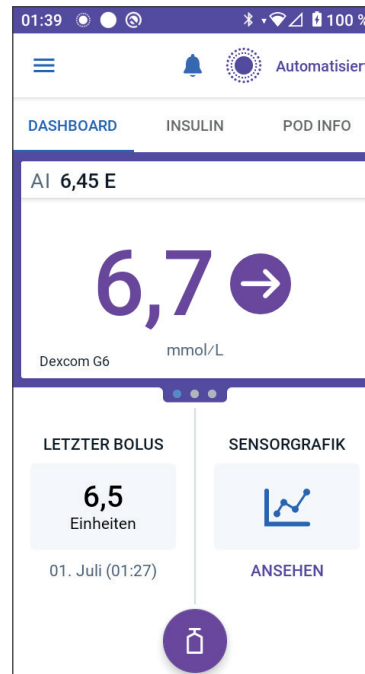 01:39 100 %
Automatisiert
DASHBOARD INSULIN POD INFO
AI 6,45 E
6,7
mmol/L
Dexcom G6
LETZTER BOLUS SENSORGRAFIK
6,5
Einheiten
01. Juli (01:27) ANSEHEN